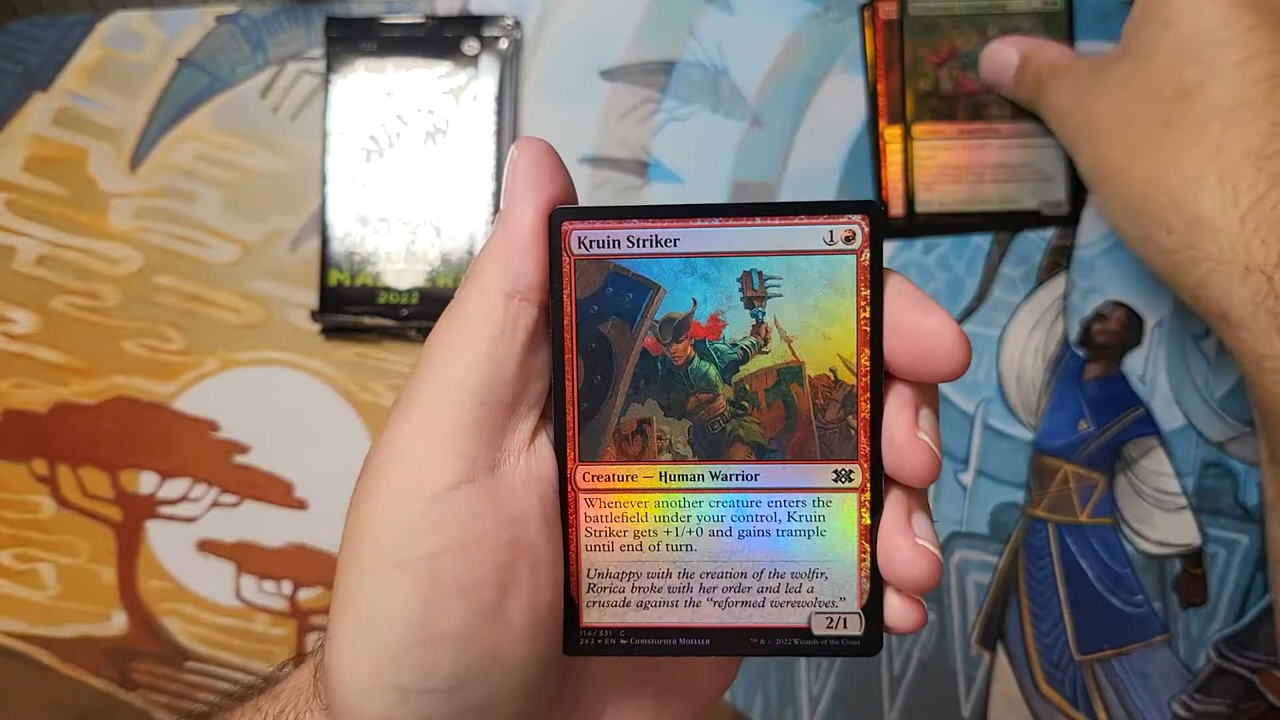 2022
Kruin Striker
1
Creature — Human Warrior
Whenever another creature enters the
battlefield under your control, Kruin
Striker gets +1/+0 and gains trample
until end of turn.
Unhappy with the creation of the wolfir,
Rorica broke with her order and led a
crusade against the “reformed werewolves.”
2/1
114/331 C
2X2 ★ EN Christopher Moeller
™ & 2022 Wizards of the Coast